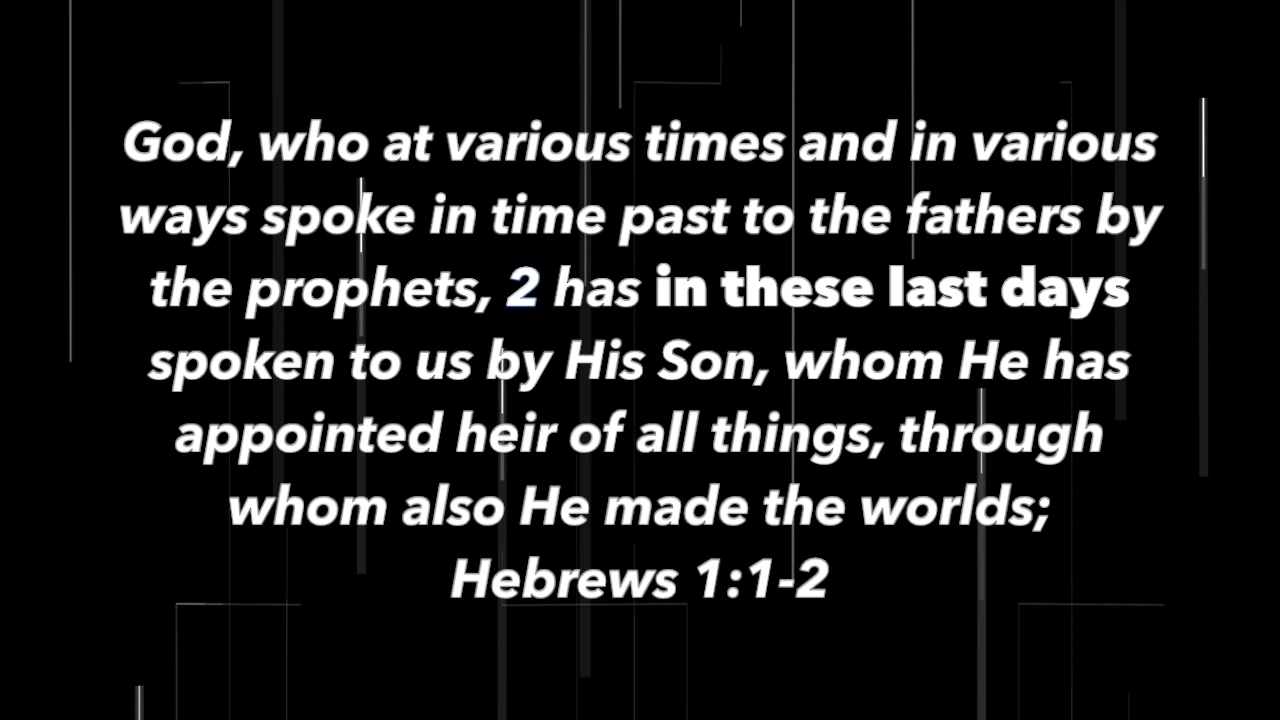 God, who at various times and in various
ways spoke in time past to the fathers by
the prophets, 2 has in these last days
spoken to us by His Son, whom He has
appointed heir of all things, through
whom also He made the worlds;
Hebrews 1:1-2